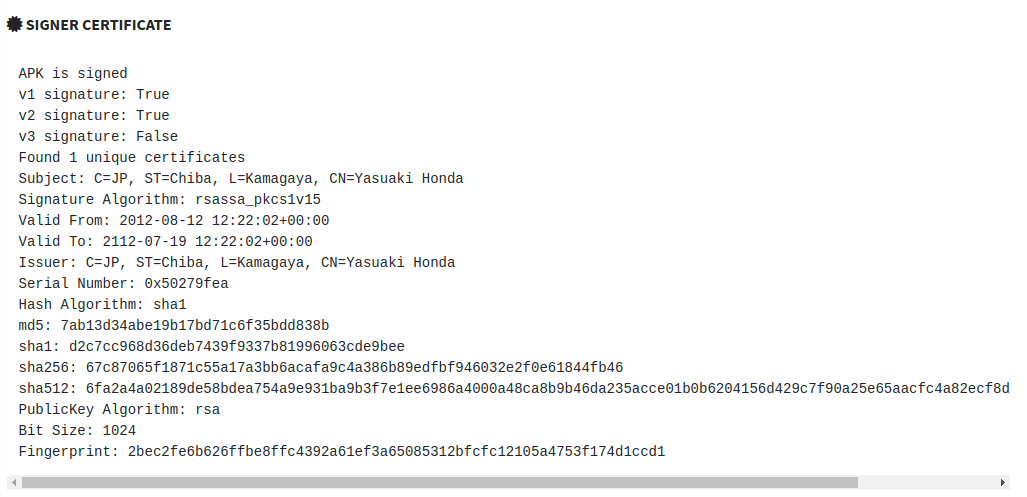 SIGNER CERTIFICATE
APK is signed
v1 signature: True
v2 signature: True
v3 signature: False
Found 1 unique certificates
Subject: C=JP, ST=Chiba, L=Kamagaya, CN=Yasuaki Honda
Signature Algorithm: rsassa_pkcs1v15
Valid From: 2012-08-12 12:22:02+00:00
Valid To: 2112-07-19 12:22:02+00:00
Issuer: C=JP, ST=Chiba, L=Kamagaya, CN=Yasuaki Honda
Serial Number: 0x50279fea
Hash Algorithm: sha1
md5: 7ab13d34abe19b17bd71c6f35bdd838b
sha1: d2c7cc968d36deb7439f9337b81996063cde9bee
sha256: 67c87065f1871c55a17a3bb6acafa9c4a386b89edfbf946032e2f0e61844fb46
sha512: 6fa2a4a02189de58bdea754a9e931ba9b3f7e1ee6986a4000a48ca8b9b46da235acce01b0b6204156d429c7f90a25e65aacfc4a82ecf8d
PublicKey Algorithm: rsa
Bit Size: 1024
Fingerprint: 2bec2fe6b626ffbe8ffc4392a61ef3a65085312bfcfc12105a4753f174d1ccd1